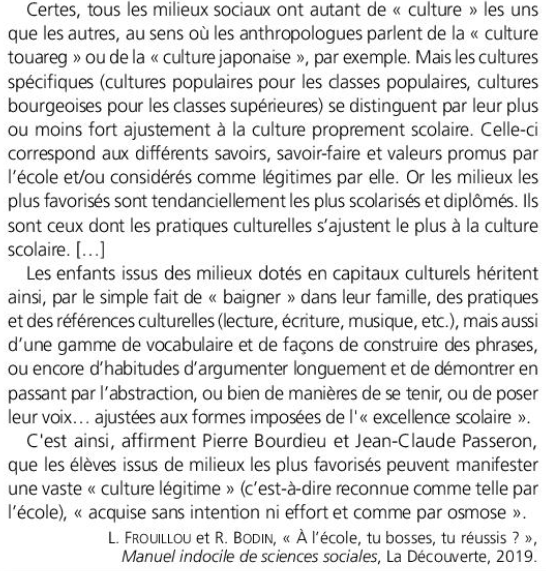 Certes, tous les milieux sociaux ont autant de « culture » les uns
que les autres, au sens où les anthropologues parlent de la « culture
touareg » ou de la « culture japonaise », par exemple. Mais les cultures
spécifiques (cultures populaires pour les classes populaires, cultures
bourgeoises pour les classes supérieures) se distinguent par leur plus
ou moins fort ajustement à la culture proprement scolaire. Celle-ci
correspond aux différents savoirs, savoir-faire et valeurs promus par
l'école et/ou considérés comme légitimes par elle. Or les milieux les
plus favorisés sont tendanciellement les plus scolarisés et diplômés. Ils
sont ceux dont les pratiques culturelles s'ajustent le plus à la culture
scolaire. […]
Les enfants issus des milieux dotés en capitaux culturels héritent
ainsi, par le simple fait de « baigner » dans leur famille, des pratiques
et des références culturelles (lecture, écriture, musique, etc.), mais aussi
d'une gamme de vocabulaire et de façons de construire des phrases,
ou encore d'habitudes d'argumenter longuement et de démontrer en
passant par l'abstraction, ou bien de manières de se tenir, ou de poser
leur voix… ajustées aux formes imposées de l'« excellence scolaire ».
C'est ainsi, affirment Pierre Bourdieu et Jean-Claude Passeron,
que les élèves issus de milieux les plus favorisés peuvent manifester
une vaste « culture légitime » (c'est-à-dire reconnue comme telle par
l'école), « acquise sans intention ni effort et comme par osmose ».
L. FROUILLOU et R. BODIN, « À l'école, tu bosses, tu réussis ? »,
Manuel indocile de sciences sociales, La Découverte, 2019.